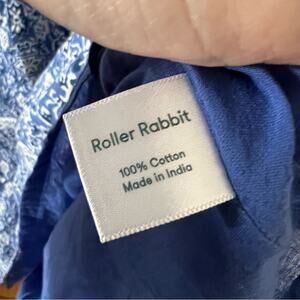 Roller Rabbit
100% Cotton
Made in India